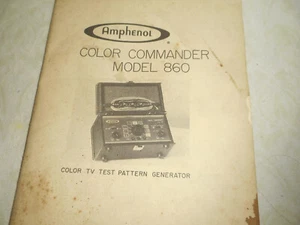 Amphenol
COLOR COMMANDER
MODEL 860
COLOR TV TEST PATTERN GENERATOR